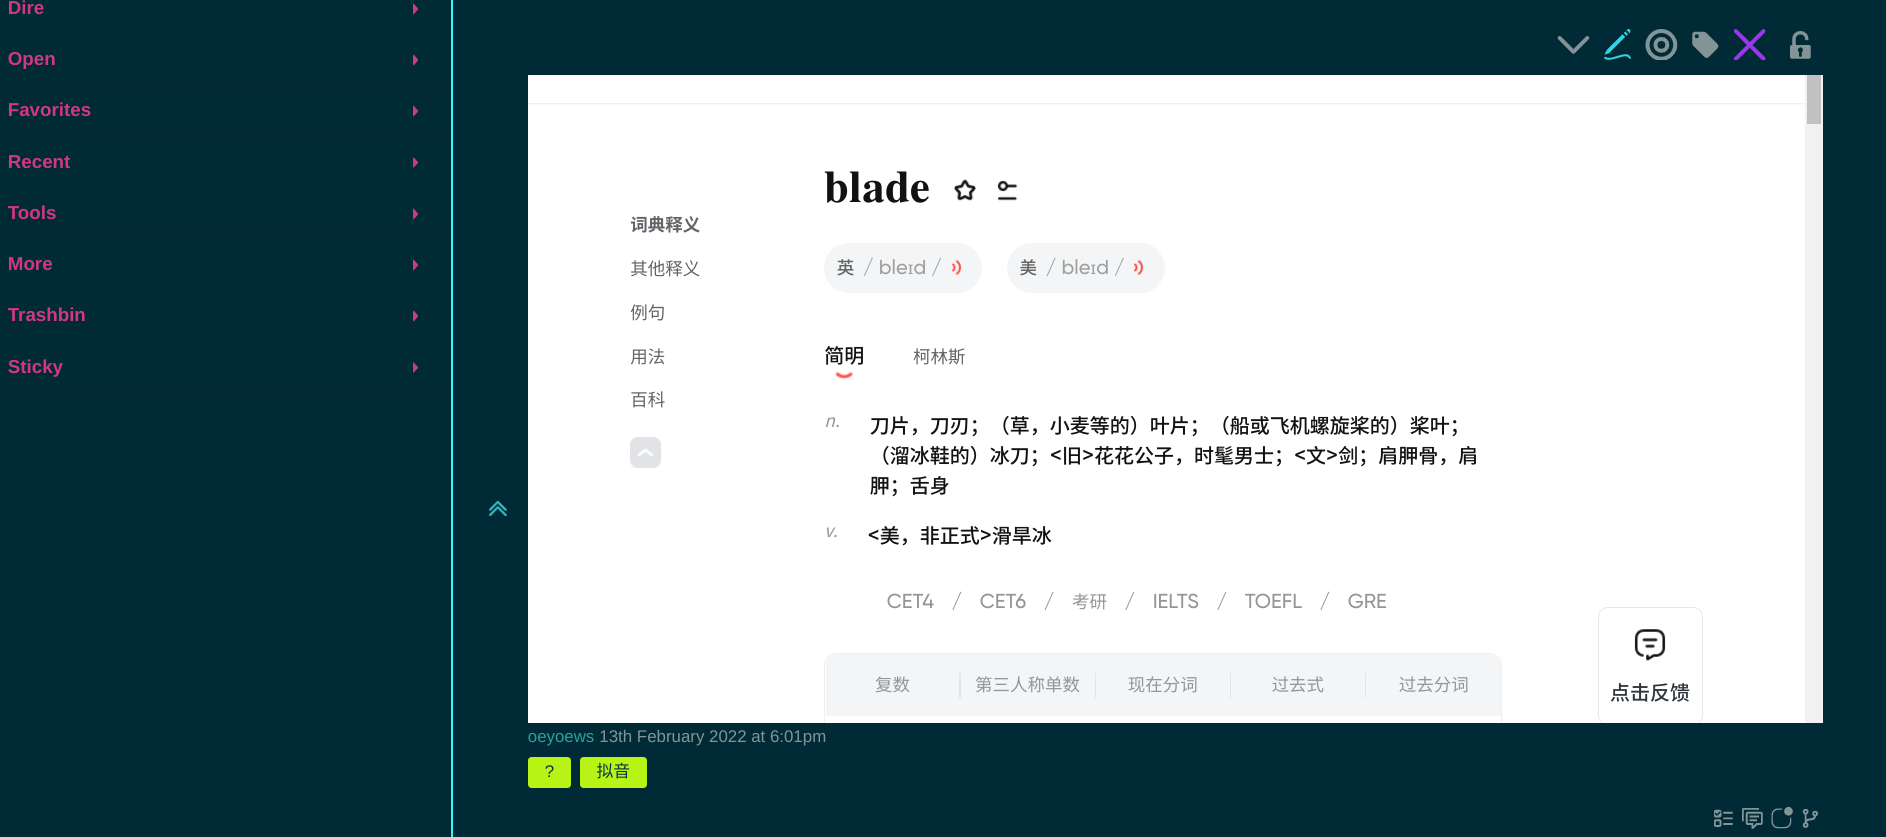 Dire
Open
Favorites
Recent
Tools
More
Trashbin
Sticky
blade
词典释义
其他释义
例句
用法
百科
英 / bleɪd /
美 / bleɪd /
简明
柯林斯
n. 刀片，刀刃；（草，小麦等的）叶片；（船或飞机螺旋桨的）桨叶；
（溜冰鞋的）冰刀；<旧>花花公子，时髦男士；<文>剑；肩胛骨，肩
胛；舌身
v. <美，非正式>滑旱冰
CET4 / CET6 / 考研 / IELTS / TOEFL / GRE
复数 第三人称单数 现在分词 过去式 过去分词
点击反馈
oeyoews 13th February 2022 at 6:01pm
? 拟音